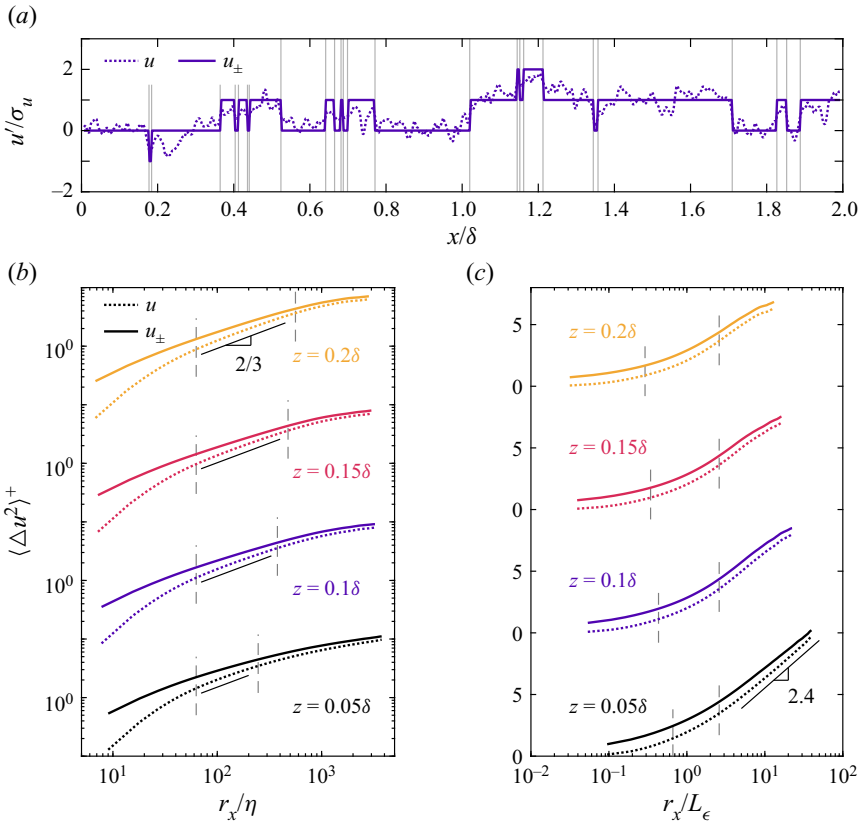 (a)
u u±
u′/σu
2
0
−2
0 0.2 0.4 0.6 0.8 1.0 1.2 1.4 1.6 1.8 2.0
x/δ
(b)
u
u±
⟨△u²⟩⁺
10⁰
2/3
z = 0.2δ
10⁰
z = 0.15δ
10⁰
z = 0.1δ
10⁰
z = 0.05δ
10¹ 10² 10³
rx/η
(c)
5
0
z = 0.2δ
5
0
z = 0.15δ
5
0
z = 0.1δ
5
0
z = 0.05δ
2.4
10⁻² 10⁻¹ 10⁰ 10¹ 10²
rx/Lϵ